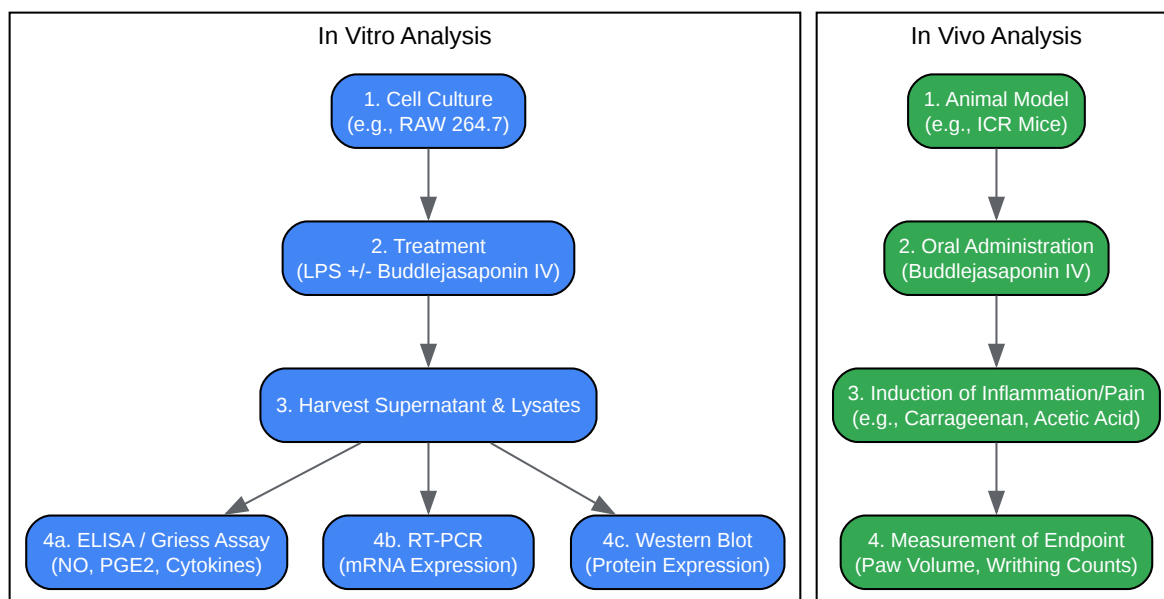 In Vitro Analysis
1. Cell Culture
(e.g., RAW 264.7)
2. Treatment
(LPS +/- Buddlejasaponin IV)
3. Harvest Supernatant & Lysates
4a. ELISA / Griess Assay
(NO, PGE2, Cytokines)
4b. RT-PCR
(mRNA Expression)
4c. Western Blot
(Protein Expression)
In Vivo Analysis
1. Animal Model
(e.g., ICR Mice)
2. Oral Administration
(Buddlejasaponin IV)
3. Induction of Inflammation/Pain
(e.g., Carrageenan, Acetic Acid)
4. Measurement of Endpoint
(Paw Volume, Writhing Counts)